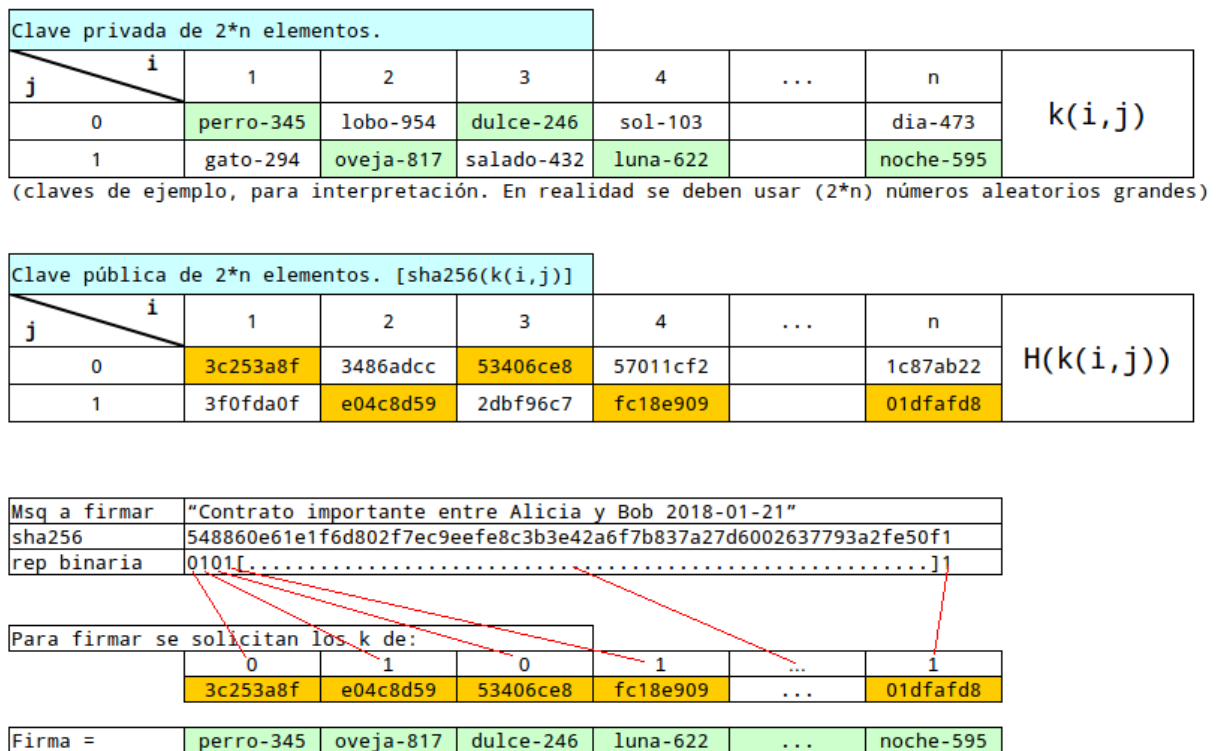 Clave privada de 2*n elementos.
i
j
1 2 3 4 ... n
k(i,j)
0 perro-345 lobo-954 dulce-246 sol-103 dia-473
1 gato-294 oveja-817 salado-432 luna-622 noche-595
(claves de ejemplo, para interpretación. En realidad se deben usar (2*n) números aleatorios grandes)
Clave pública de 2*n elementos. [sha256(k(i,j)]
i
j
1 2 3 4 ... n
H(k(i,j))
0 3c253a8f 3486adcc 53406ce8 57011cf2 1c87ab22
1 3f0fda0f e04c8d59 2dbf96c7 fc18e909 01dfafd8
Msq a firmar “Contrato importante entre Alicia y Bob 2018-01-21”
sha256 548860e61e1f6d802f7ec9eefe8c3b3e42a6f7b837a27d6002637793a2fe50f1
rep binaria 0101[.........................................................]1
Para firmar se solicitan los k de:
0 1 0 1 ... 1
3c253a8f e04c8d59 53406ce8 fc18e909 ... 01dfafd8
Firma = perro-345 oveja-817 dulce-246 luna-622 ... noche-595